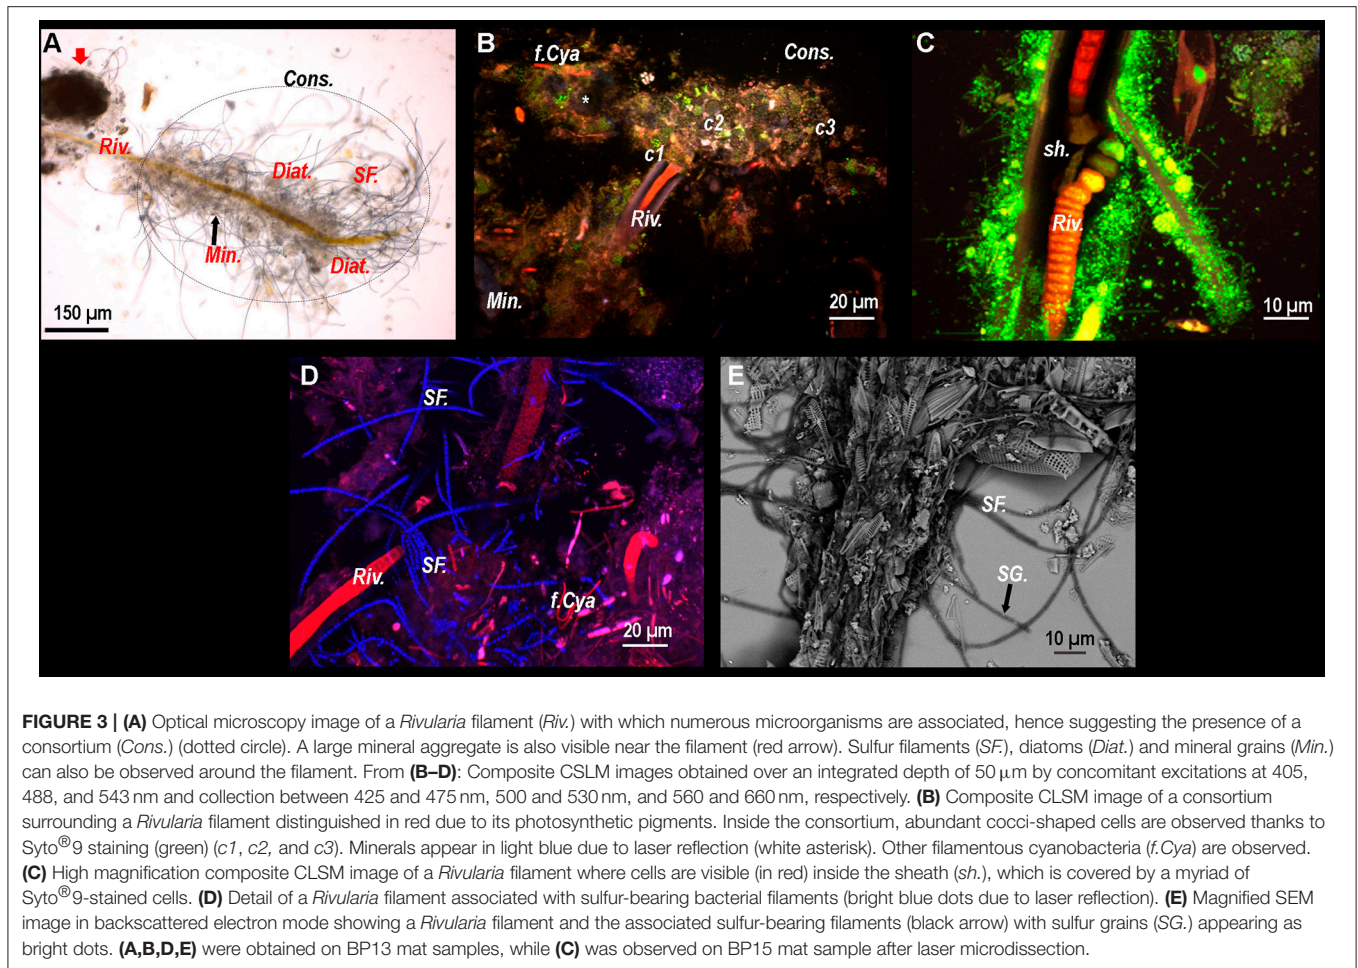 A
Cons.
Riv.
Diat.
SF.
Min.
Diat.
150 µm
B
f.Cya
Cons.
*
c2
c3
c1
Riv.
Min.
20 µm
C
sh.
Riv.
10 µm
D
SF.
SF.
Riv.
f.Cya
20 µm
E
SF.
SG.
10 µm
FIGURE 3 | (A) Optical microscopy image of a Rivularia filament (Riv.) with which numerous microorganisms are associated, hence suggesting the presence of a
consortium (Cons.) (dotted circle). A large mineral aggregate is also visible near the filament (red arrow). Sulfur filaments (SF.), diatoms (Diat.) and mineral grains (Min.)
can also be observed around the filament. From (B–D): Composite CSLM images obtained over an integrated depth of 50 µm by concomitant excitations at 405,
488, and 543 nm and collection between 425 and 475 nm, 500 and 530 nm, and 560 and 660 nm, respectively. (B) Composite CLSM image of a consortium
surrounding a Rivularia filament distinguished in red due to its photosynthetic pigments. Inside the consortium, abundant cocci-shaped cells are observed thanks to
Syto®9 staining (green) (c1, c2, and c3). Minerals appear in light blue due to laser reflection (white asterisk). Other filamentous cyanobacteria (f.Cya) are observed.
(C) High magnification composite CLSM image of a Rivularia filament where cells are visible (in red) inside the sheath (sh.), which is covered by a myriad of
Syto®9-stained cells. (D) Detail of a Rivularia filament associated with sulfur-bearing bacterial filaments (bright blue dots due to laser reflection). (E) Magnified SEM
image in backscattered electron mode showing a Rivularia filament and the associated sulfur-bearing filaments (black arrow) with sulfur grains (SG.) appearing as
bright dots. (A,B,D,E) were obtained on BP13 mat samples, while (C) was observed on BP15 mat sample after laser microdissection.